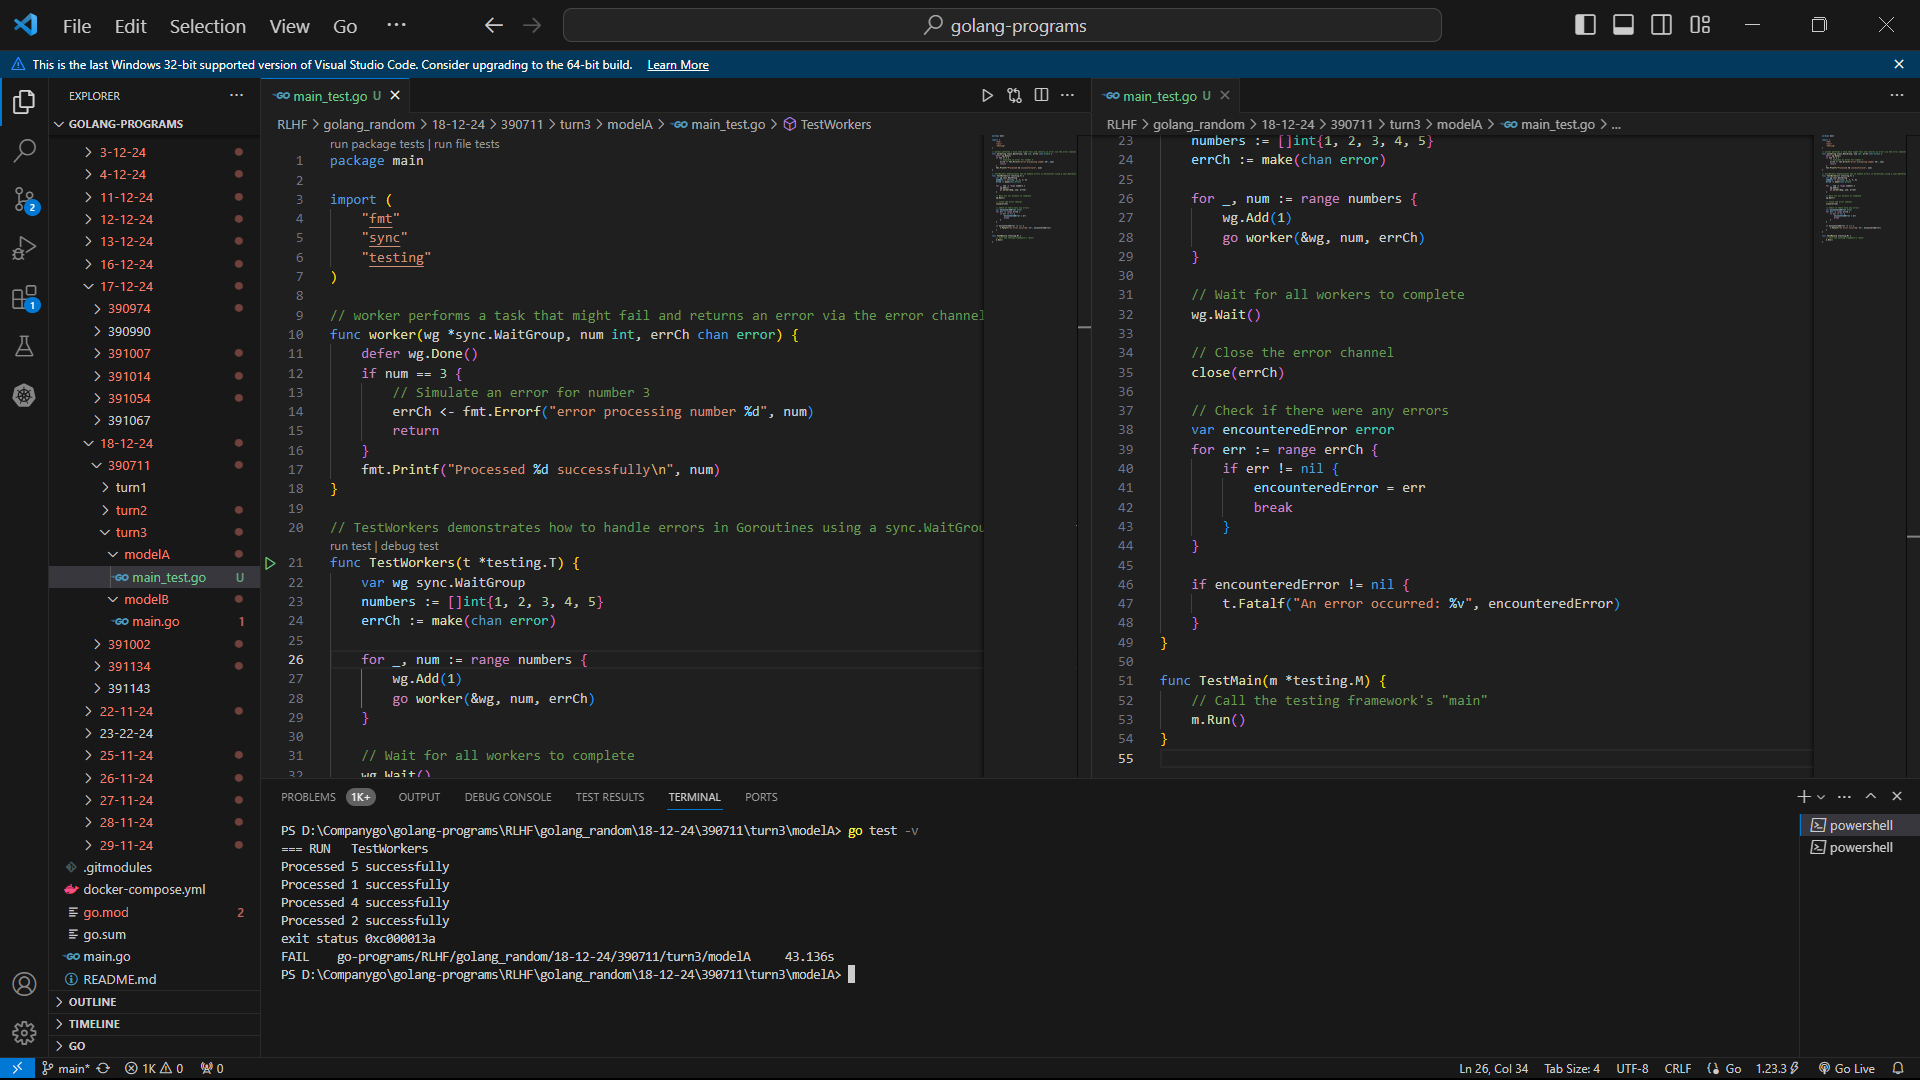 File Edit Selection View Go ··· golang-programs
This is the last Windows 32-bit supported version of Visual Studio Code. Consider upgrading to the 64-bit build. Learn More
EXPLORER
GOLANG-PROGRAMS
3-12-24
4-12-24
11-12-24
12-12-24
13-12-24
16-12-24
17-12-24
390974
390990
391007
391014
391054
391067
18-12-24
390711
turn1
turn2
turn3
modelA
main_test.go U
modelB
main.go 1
391002
391134
391143
22-11-24
23-22-24
25-11-24
26-11-24
27-11-24
28-11-24
29-11-24
.gitmodules
docker-compose.yml
go.mod 2
go.sum
main.go
README.md
OUTLINE
TIMELINE
GO
2
1
main_test.go U
RLHF > golang_random > 18-12-24 > 390711 > turn3 > modelA > main_test.go > TestWorkers
run package tests | run file tests
1 package main
2
3 import (
4 "fmt"
5 "sync"
6 "testing"
7 )
8
9 // worker performs a task that might fail and returns an error via the error channel
10 func worker(wg *sync.WaitGroup, num int, errCh chan error) {
11 defer wg.Done()
12 if num == 3 {
13 // Simulate an error for number 3
14 errCh <- fmt.Errorf("error processing number %d", num)
15 return
16 }
17 fmt.Printf("Processed %d successfully\n", num)
18 }
19
20 // TestWorkers demonstrates how to handle errors in Goroutines using a sync.WaitGrou
run test | debug test
21 func TestWorkers(t *testing.T) {
22 var wg sync.WaitGroup
23 numbers := []int{1, 2, 3, 4, 5}
24 errCh := make(chan error)
25
26 for _, num := range numbers {
27 wg.Add(1)
28 go worker(&wg, num, errCh)
29 }
30
31 // Wait for all workers to complete
32 wg.Wait()
main_test.go U
RLHF > golang_random > 18-12-24 > 390711 > turn3 > modelA > main_test.go > ...
23 numbers := []int{1, 2, 3, 4, 5}
24 errCh := make(chan error)
25
26 for _, num := range numbers {
27 wg.Add(1)
28 go worker(&wg, num, errCh)
29 }
30
31 // Wait for all workers to complete
32 wg.Wait()
33
34 // Close the error channel
35 close(errCh)
36
37 // Check if there were any errors
38 var encounteredError error
39 for err := range errCh {
40 if err != nil {
41 encounteredError = err
42 break
43 }
44 }
45
46 if encounteredError != nil {
47 t.Fatalf("An error occurred: %v", encounteredError)
48 }
49 }
50
51 func TestMain(m *testing.M) {
52 // Call the testing framework's "main"
53 m.Run()
54 }
55
PROBLEMS 1K+ OUTPUT DEBUG CONSOLE TEST RESULTS TERMINAL PORTS
PS D:\Companygo\golang-programs\RLHF\golang_random\18-12-24\390711\turn3\modelA> go test -v
=== RUN   TestWorkers
Processed 5 successfully
Processed 1 successfully
Processed 4 successfully
Processed 2 successfully
exit status 0xc000013a
FAIL    go-programs/RLHF/golang_random/18-12-24/390711/turn3/modelA     43.136s
PS D:\Companygo\golang-programs\RLHF\golang_random\18-12-24\390711\turn3\modelA>
powershell
powershell
main* 1K 0 0 Ln 26, Col 34 Tab Size: 4 UTF-8 CRLF Go 1.23.3 Go Live